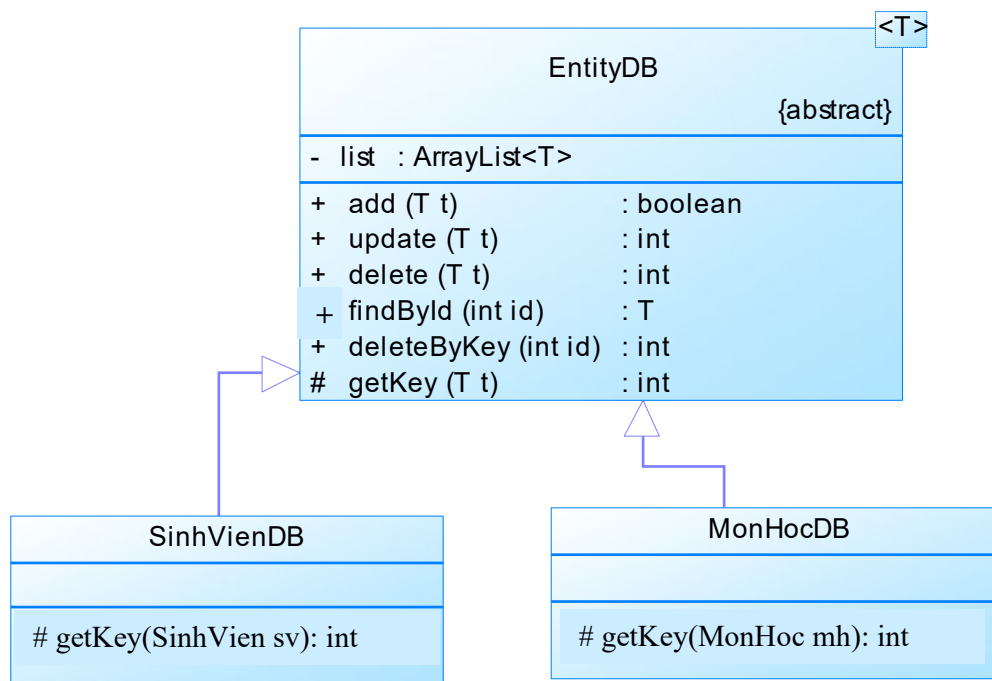 <T>
EntityDB
{abstract}
- list : ArrayList<T>
+ add (T t) : boolean
+ update (T t) : int
+ delete (T t) : int
+ findById (int id) : T
+ deleteByKey (int id) : int
# getKey (T t) : int
SinhVienDB
# getKey(SinhVien sv): int
MonHocDB
# getKey(MonHoc mh): int